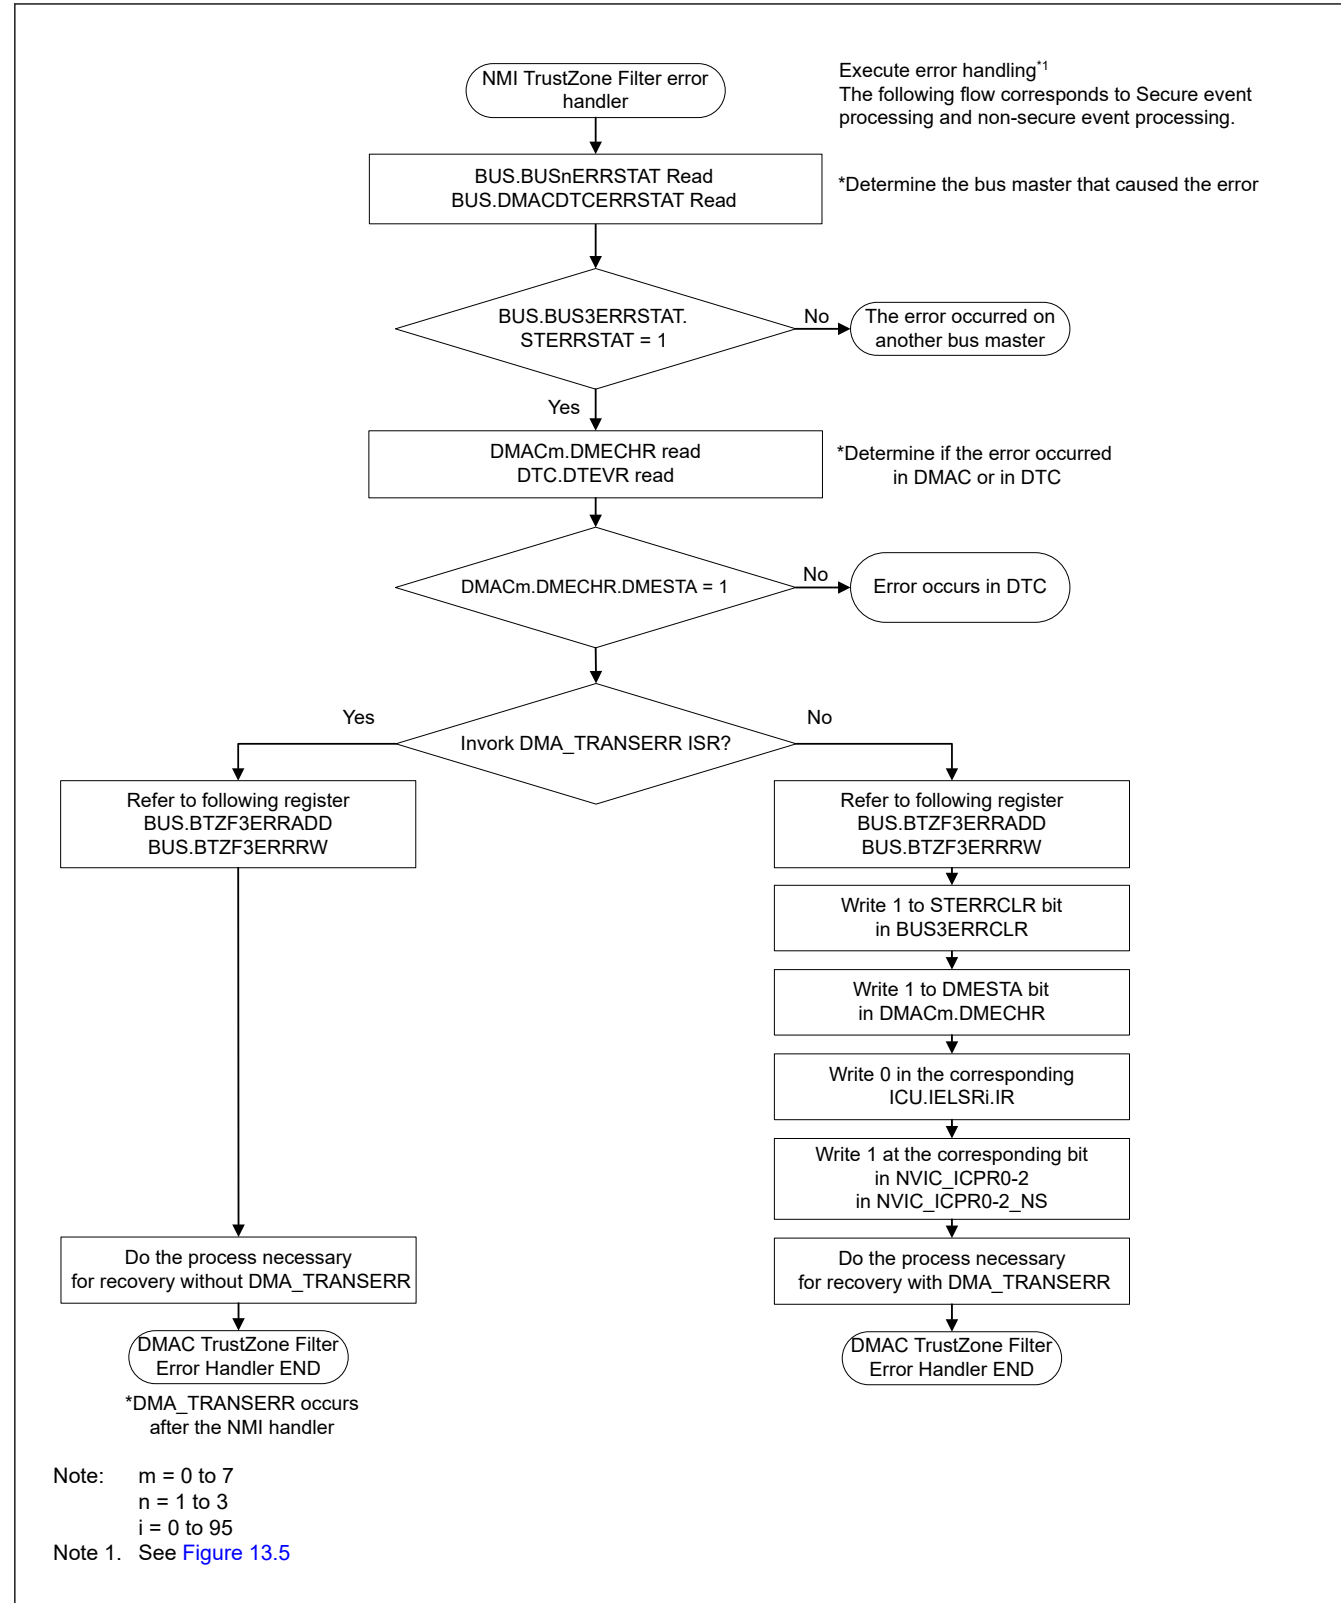 NMI TrustZone Filter error
handler
Execute error handling*1
The following flow corresponds to Secure event
processing and non-secure event processing.
BUS.BUSnERRSTAT Read
BUS.DMACDTCERRSTAT Read
*Determine the bus master that caused the error
BUS.BUS3ERRSTAT.
STERRSTAT = 1
No
The error occurred on
another bus master
Yes
DMACm.DMECHR read
DTC.DTEVR read
*Determine if the error occurred
in DMAC or in DTC
DMACm.DMECHR.DMESTA = 1
No
Error occurs in DTC
Yes
Invork DMA_TRANSERR ISR?
No
Refer to following register
BUS.BTZF3ERRADD
BUS.BTZF3ERRRW
Refer to following register
BUS.BTZF3ERRADD
BUS.BTZF3ERRRW
Write 1 to STERRCLR bit
in BUS3ERRCLR
Write 1 to DMESTA bit
in DMACm.DMECHR
Write 0 in the corresponding
ICU.IELSRi.IR
Write 1 at the corresponding bit
in NVIC_ICPR0-2
in NVIC_ICPR0-2_NS
Do the process necessary
for recovery without DMA_TRANSERR
Do the process necessary
for recovery with DMA_TRANSERR
DMAC TrustZone Filter
Error Handler END
DMAC TrustZone Filter
Error Handler END
*DMA_TRANSERR occurs
after the NMI handler
Note: m = 0 to 7
n = 1 to 3
i = 0 to 95
Note 1. See Figure 13.5